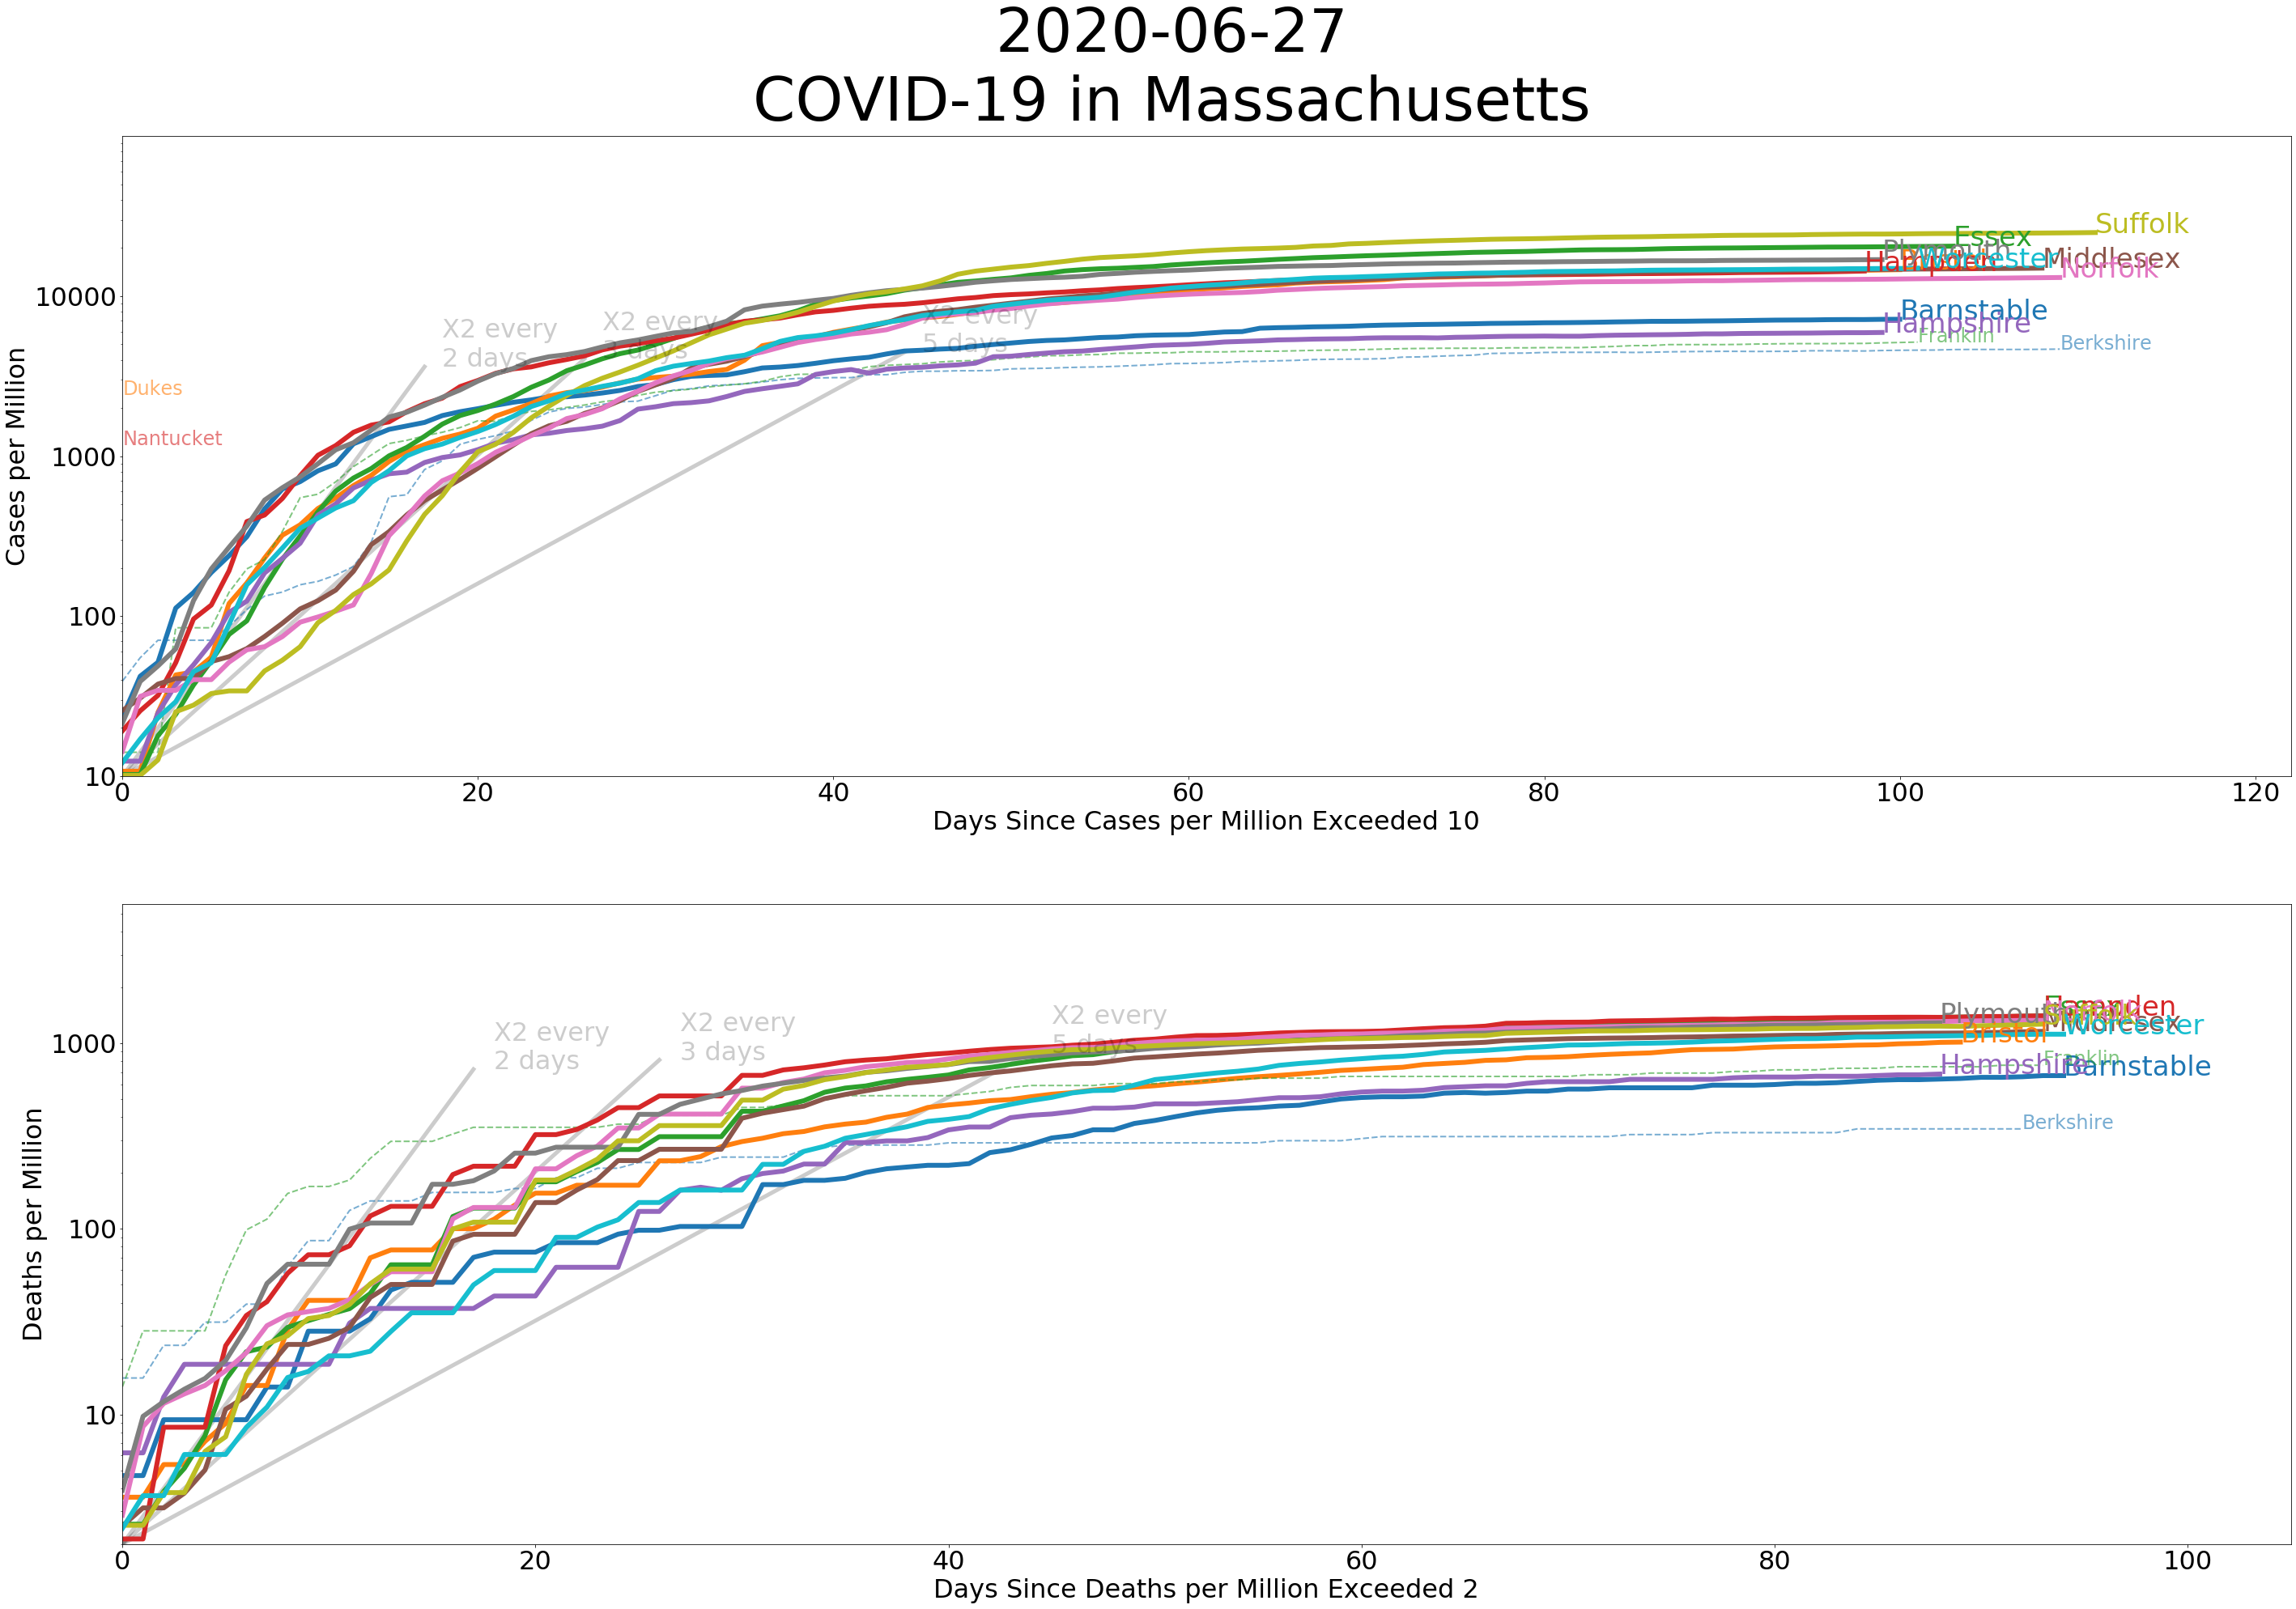 2020-06-27
COVID-19 in Massachusetts
Cases per Million
10000
1000
100
10
X2 every
2 days
X2 every
3 days
X2 every
5 days
Dukes
Nantucket
Suffolk
Essex
Plymouth
Worcester
Middlesex
Hampden
Norfolk
Barnstable
Hampshire
Franklin
Berkshire
0 20 40 60 80 100 120
Days Since Cases per Million Exceeded 10
Deaths per Million
1000
100
10
X2 every
2 days
X2 every
3 days
X2 every
5 days
Hampden
Plymouth
Middlesex
Worcester
Bristol
Franklin
Hampshire
Barnstable
Berkshire
0 20 40 60 80 100
Days Since Deaths per Million Exceeded 2